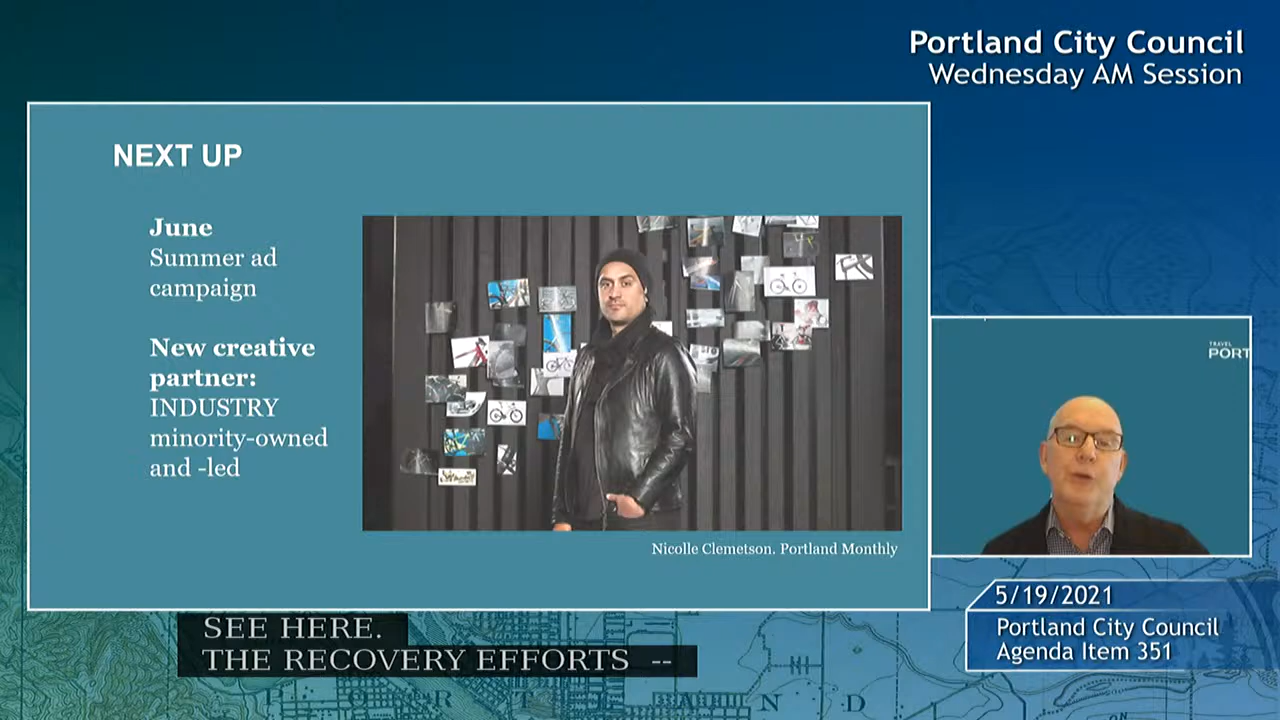 Portland City Council
Wednesday AM Session
NEXT UP
June
Summer ad
campaign
New creative
partner:
INDUSTRY
minority-owned
and -led
Nicolle Clemetson. Portland Monthly
TRAVEL
PORT
5/19/2021
Portland City Council
Agenda Item 351
SEE HERE.
THE RECOVERY EFFORTS --